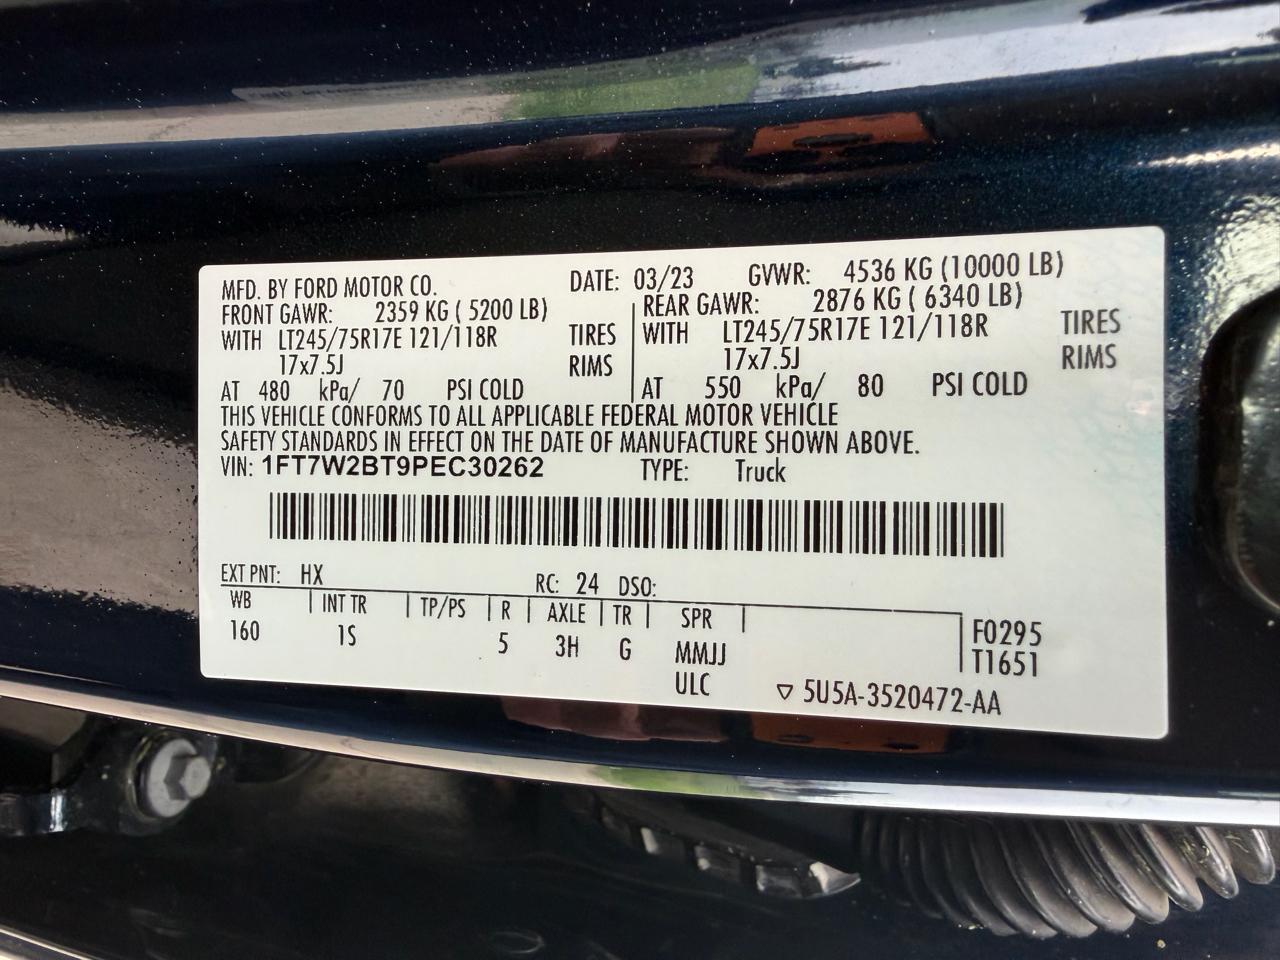 MFD. BY FORD MOTOR CO. DATE: 03/23 GVWR: 4536 KG (10000 LB)
FRONT GAWR: 2359 KG ( 5200 LB) REAR GAWR: 2876 KG ( 6340 LB)
WITH LT245/75R17E 121/118R TIRES WITH LT245/75R17E 121/118R TIRES
17x7.5J RIMS 17x7.5J RIMS
AT 480 kPa/ 70 PSI COLD AT 550 kPa/ 80 PSI COLD
THIS VEHICLE CONFORMS TO ALL APPLICABLE FEDERAL MOTOR VEHICLE
SAFETY STANDARDS IN EFFECT ON THE DATE OF MANUFACTURE SHOWN ABOVE.
VIN: 1FT7W2BT9PEC30262 TYPE: Truck
EXT PNT: HX RC: 24 DSO:
WB INT TR TP/PS R AXLE TR SPR F0295
160 1S 5 3H G MMJJ T1651
ULC ▽ 5U5A-3520472-AA